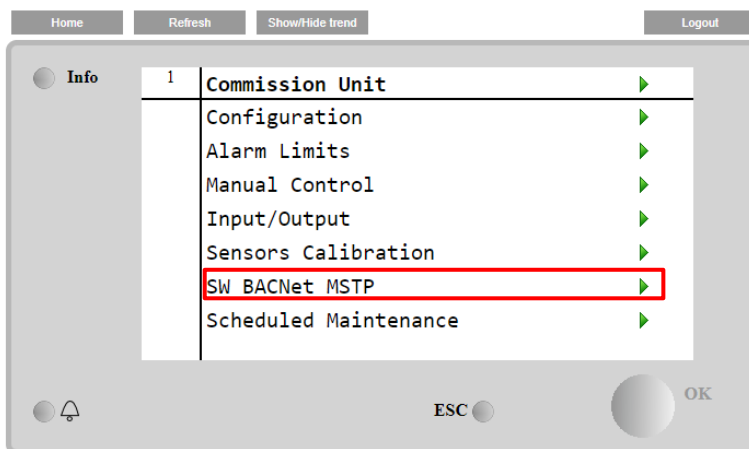 Home Refresh Show/Hide trend Logout
Info 1 Commission Unit
Configuration
Alarm Limits
Manual Control
Input/Output
Sensors Calibration
SW BACNet MSTP
Scheduled Maintenance
OK
ESC